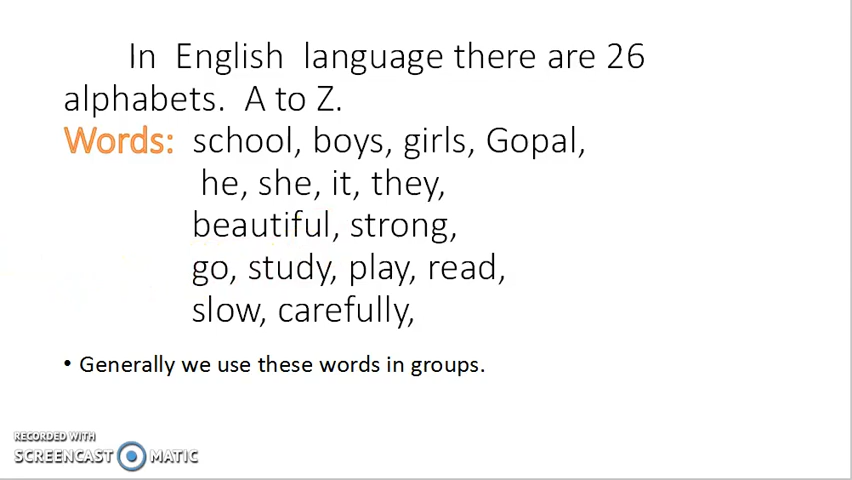 In English language there are 26
alphabets. A to Z.
Words: school, boys, girls, Gopal,
he, she, it, they,
beautiful, strong,
go, study, play, read,
slow, carefully,
• Generally we use these words in groups.
RECORDED WITH
SCREENCAST MATIC